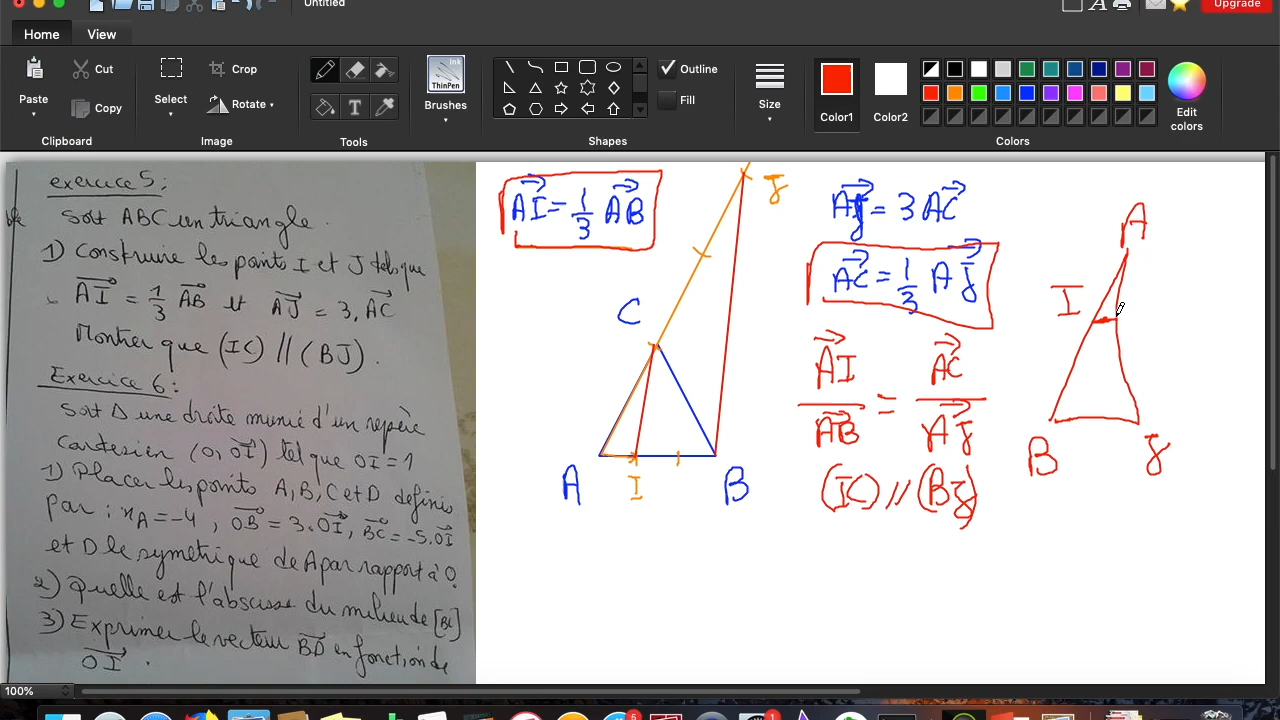 Untitled
Upgrade
Home
View
Cut
Crop
Outline
Paste
Copy
Select
Rotate
Brushes
Fill
Size
Color1
Color2
Edit colors
Clipboard
Image
Tools
Shapes
Colors
exercice 5:
Soit ABC un triangle.
1) Construire les points I et J tel que
AI = 1/3 AB et AJ = 3. AC
Montrer que (IC) // (BJ).
Exercice 6:
Soit D une droite munié d'un repère
cartesien (O, OI) tel que OI = 1
1) Placer les points A, B, C et D définis
par : xA = -4, OB = 3.OI, BC = -5.OI
et D le symétrique de A par rapport à O.
2) Quelle est l'abscisse du milieu de [BC]
3) Exprimer le vecteur BD en fonction de
OI.
AI = 1/3 AB
J
C
A
I
B
AJ = 3 AC
AC = 1/3 AJ
AI/AB = AC/AJ
(IC) // (BJ)
A
I
B
J
100%